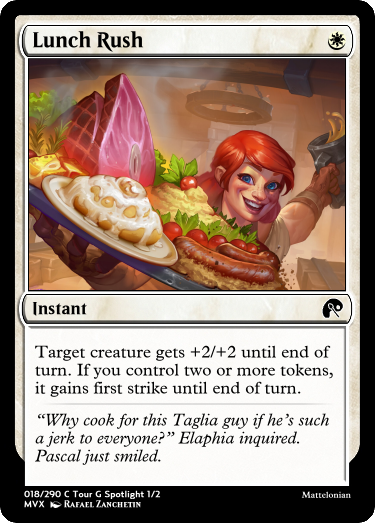 Lunch Rush
Instant
Target creature gets +2/+2 until end of
turn. If you control two or more tokens,
it gains first strike until end of turn.
“Why cook for this Taglia guy if he’s such
a jerk to everyone?” Elaphia inquired.
Pascal just smiled.
018/290 C Tour G Spotlight 1/2
MVX Rafael Zanchetin
Mattelonian